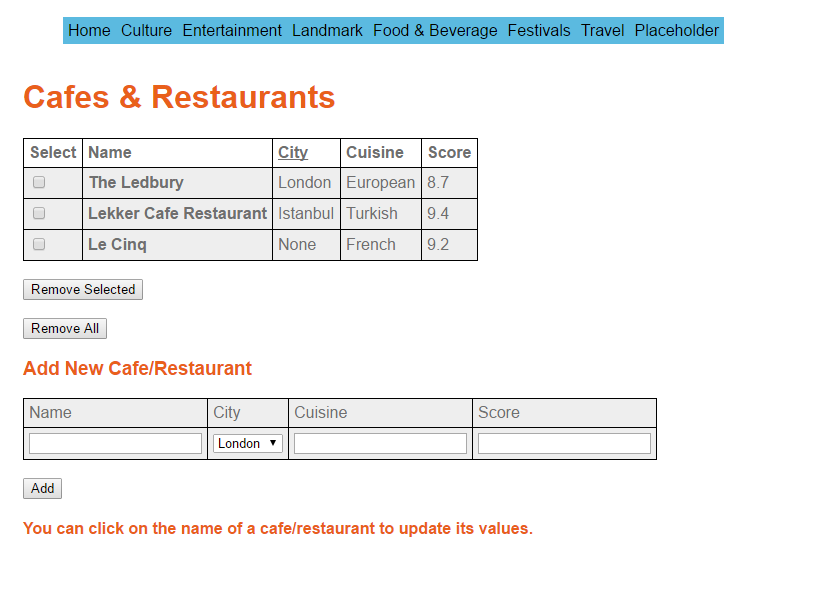 Home Culture Entertainment Landmark Food & Beverage Festivals Travel Placeholder
Cafes & Restaurants
Select Name City Cuisine Score
The Ledbury London European 8.7
Lekker Cafe Restaurant Istanbul Turkish 9.4
Le Cinq None French 9.2
Remove Selected
Remove All
Add New Cafe/Restaurant
Name City Cuisine Score
London
Add
You can click on the name of a cafe/restaurant to update its values.